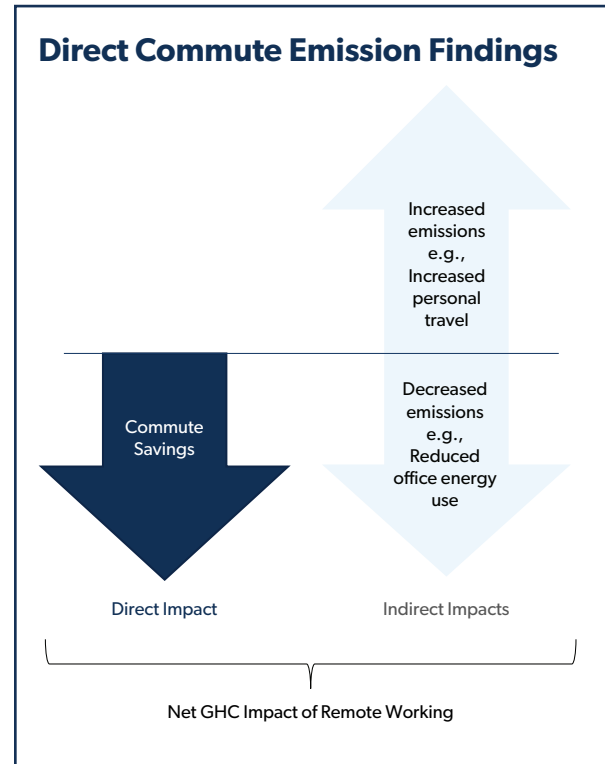 Direct Commute Emission Findings
Increased
emissions
e.g.,
Increased
personal
travel
Commute
Savings
Decreased
emissions
e.g.,
Reduced
office energy
use
Direct Impact
Indirect Impacts
Net GHC Impact of Remote Working